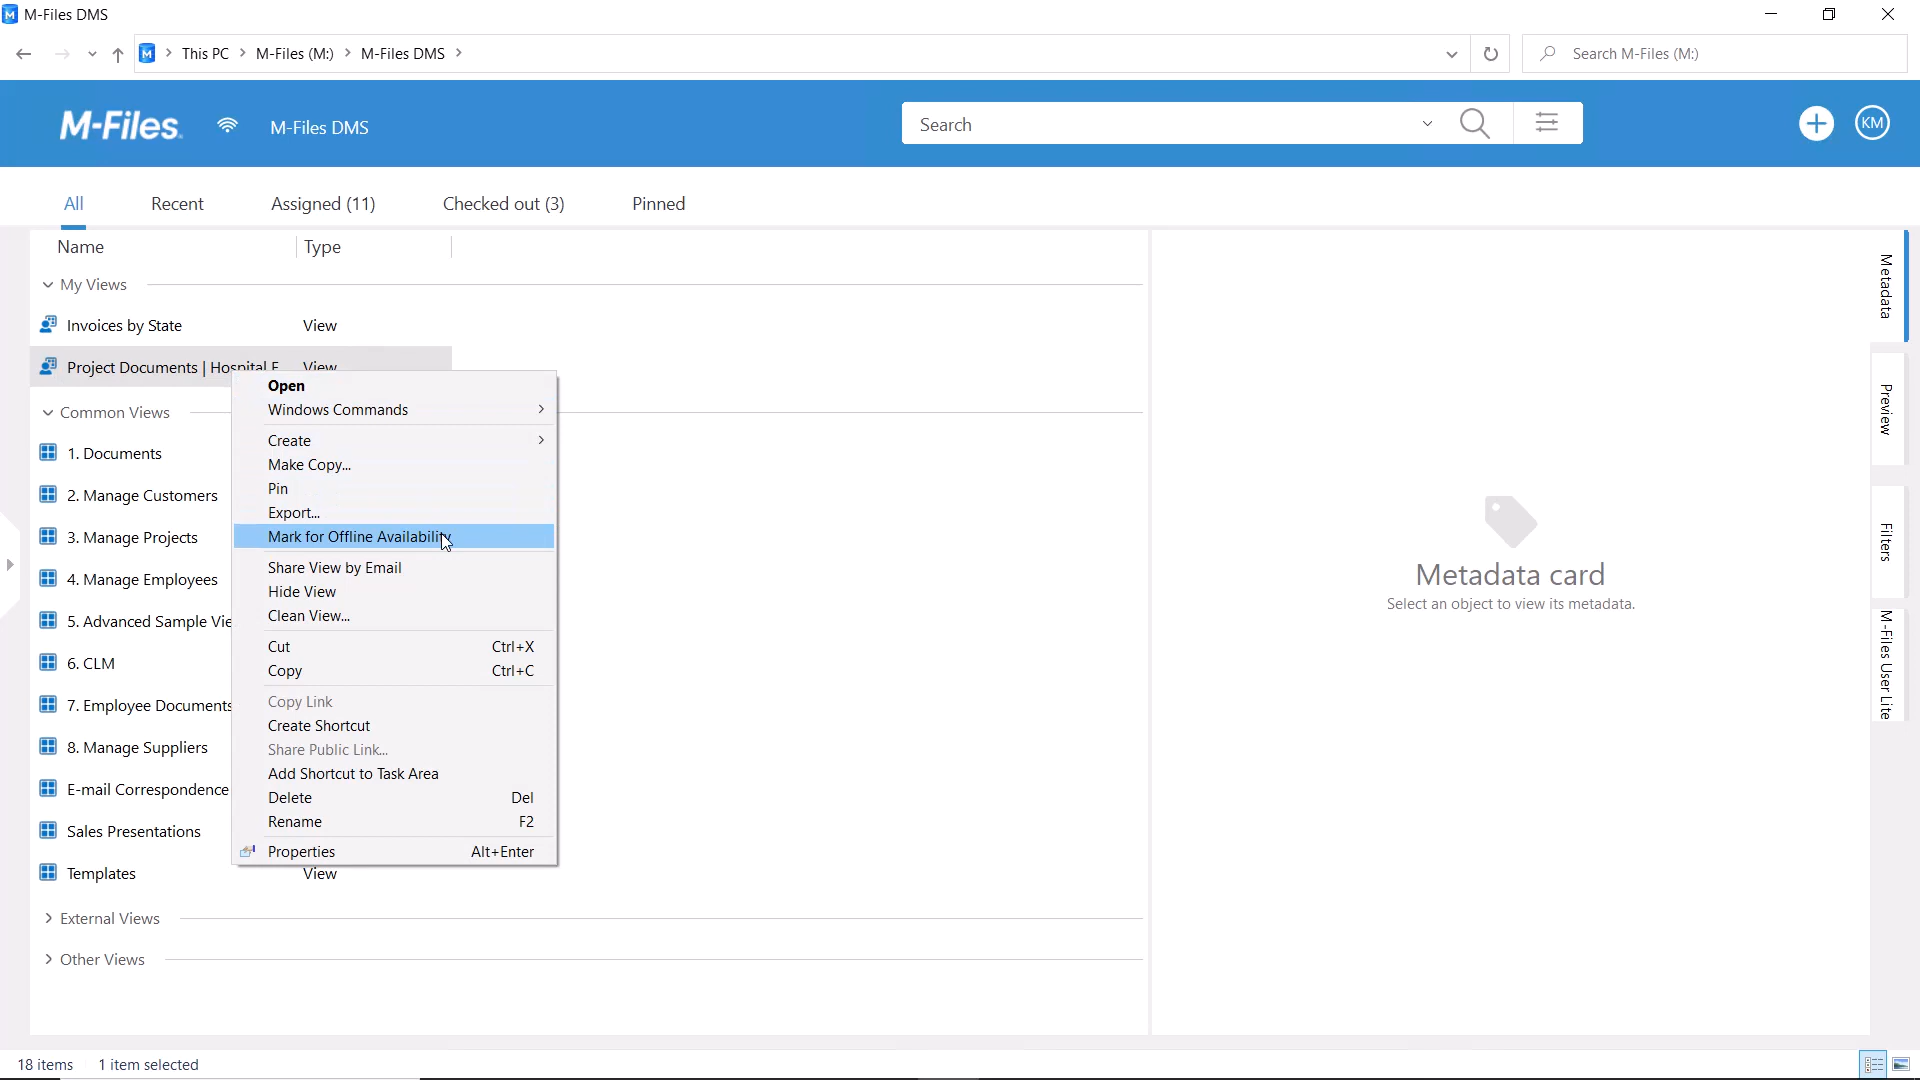 M-Files DMS
This PC > M-Files (M:) > M-Files DMS >
Search M-Files (M:)
M-Files.
M-Files DMS
Search
KM
All
Recent
Assigned (11)
Checked out (3)
Pinned
Name
Type
My Views
Invoices by State
View
Project Documents | Hospital E
View
Open
Windows Commands
Create
Make Copy...
Pin
Export...
Mark for Offline Availability
Share View by Email
Hide View
Clean View...
Cut Ctrl+X
Copy Ctrl+C
Copy Link
Create Shortcut
Share Public Link...
Add Shortcut to Task Area
Delete Del
Rename F2
Properties Alt+Enter
Common Views
1. Documents
2. Manage Customers
3. Manage Projects
4. Manage Employees
5. Advanced Sample Vie
6. CLM
7. Employee Documents
8. Manage Suppliers
E-mail Correspondence
Sales Presentations
Templates
View
External Views
Other Views
Metadata card
Select an object to view its metadata.
Metadata
Preview
Filters
M-Files User Lite
18 items
1 item selected